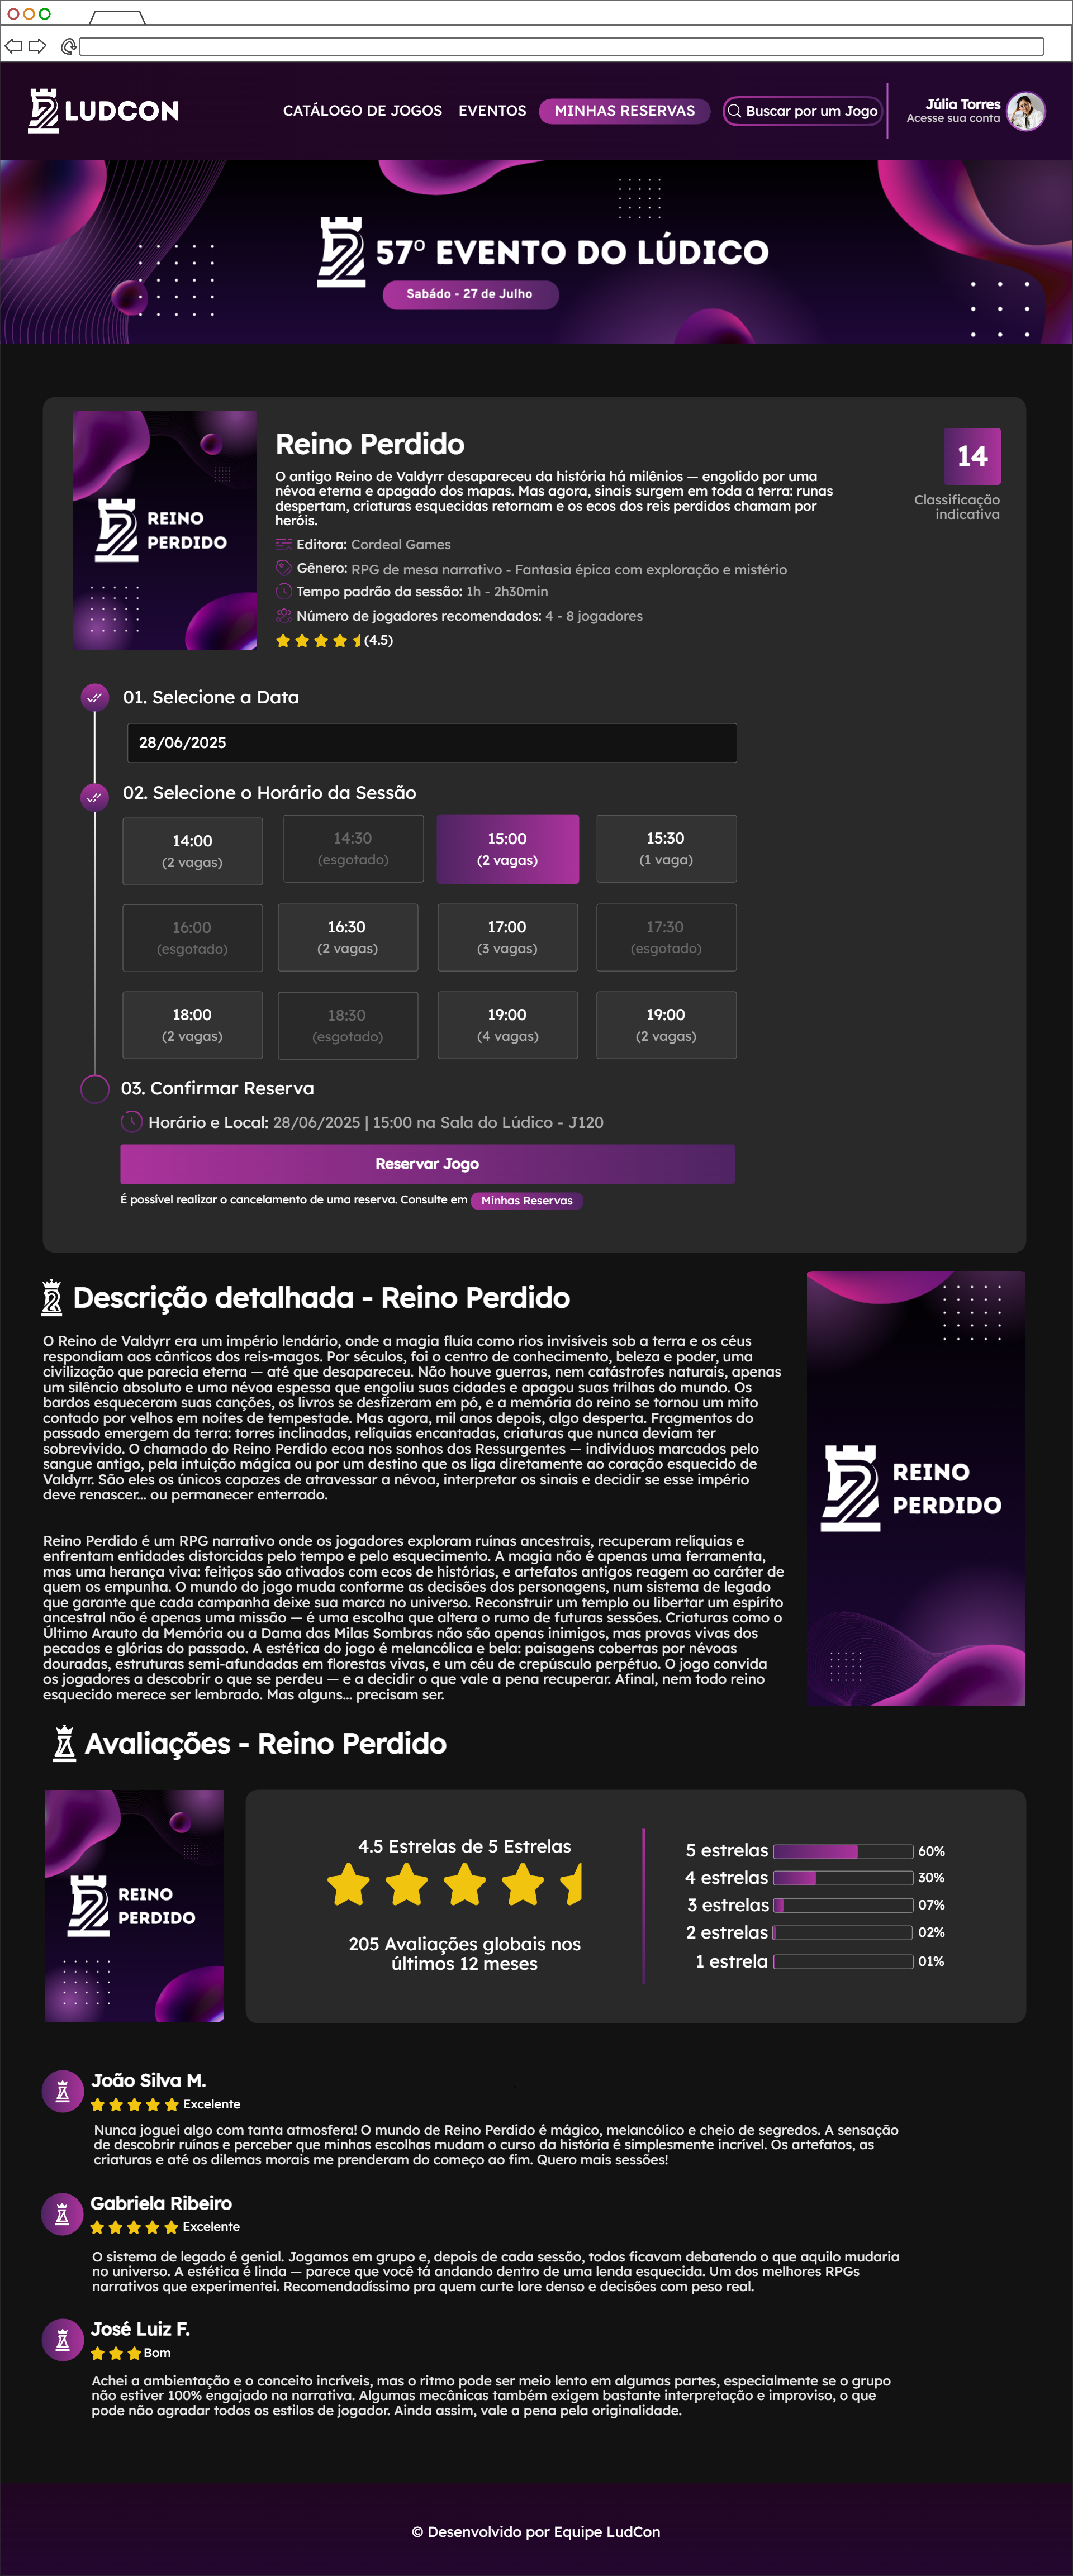 LUDCON
CATÁLOGO DE JOGOS
EVENTOS
MINHAS RESERVAS
Buscar por um Jogo
Júlia Torres
Acesse sua conta
57º EVENTO DO LÚDICO
Sabádo - 27 de Julho
REINO
PERDIDO
Reino Perdido
O antigo Reino de Valdyrr desapareceu da história há milênios — engolido por uma
névoa eterna e apagado dos mapas. Mas agora, sinais surgem em toda a terra: runas
despertam, criaturas esquecidas retornam e os ecos dos reis perdidos chamam por
heróis.
Editora: Cordeal Games
Gênero: RPG de mesa narrativo - Fantasia épica com exploração e mistério
Tempo padrão da sessão: 1h - 2h30min
Número de jogadores recomendados: 4 - 8 jogadores
(4.5)
14
Classificação
indicativa
01. Selecione a Data
28/06/2025
02. Selecione o Horário da Sessão
14:00
(2 vagas)
14:30
(esgotado)
15:00
(2 vagas)
15:30
(1 vaga)
16:00
(esgotado)
16:30
(2 vagas)
17:00
(3 vagas)
17:30
(esgotado)
18:00
(2 vagas)
18:30
(esgotado)
19:00
(4 vagas)
19:00
(2 vagas)
03. Confirmar Reserva
Horário e Local: 28/06/2025 | 15:00 na Sala do Lúdico - J120
Reservar Jogo
É possível realizar o cancelamento de uma reserva. Consulte em Minhas Reservas
Descrição detalhada - Reino Perdido
O Reino de Valdyrr era um império lendário, onde a magia fluía como rios invisíveis sob a terra e os céus
respondiam aos cânticos dos reis-magos. Por séculos, foi o centro de conhecimento, beleza e poder, uma
civilização que parecia eterna — até que desapareceu. Não houve guerras, nem catástrofes naturais, apenas
um silêncio absoluto e uma névoa espessa que engoliu suas cidades e apagou suas trilhas do mundo. Os
bardos esqueceram suas canções, os livros se desfizeram em pó, e a memória do reino se tornou um mito
contado por velhos em noites de tempestade. Mas agora, mil anos depois, algo desperta. Fragmentos do
passado emergem da terra: torres inclinadas, relíquias encantadas, criaturas que nunca deviam ter
sobrevivido. O chamado do Reino Perdido ecoa nos sonhos dos Ressurgentes — indivíduos marcados pelo
sangue antigo, pela intuição mágica ou por um destino que os liga diretamente ao coração esquecido de
Valdyrr. São eles os únicos capazes de atravessar a névoa, interpretar os sinais e decidir se esse império
deve renascer... ou permanecer enterrado.
Reino Perdido é um RPG narrativo onde os jogadores exploram ruínas ancestrais, recuperam relíquias e
enfrentam entidades distorcidas pelo tempo e pelo esquecimento. A magia não é apenas uma ferramenta,
mas uma herança viva: feitiços são ativados com ecos de histórias, e artefatos antigos reagem ao caráter de
quem os empunha. O mundo do jogo muda conforme as decisões dos personagens, num sistema de legado
que garante que cada campanha deixe sua marca no universo. Reconstruir um templo ou libertar um espírito
ancestral não é apenas uma missão — é uma escolha que altera o rumo de futuras sessões. Criaturas como o
Último Arauto da Memória ou a Dama das Milas Sombras não são apenas inimigos, mas provas vivas dos
pecados e glórias do passado. A estética do jogo é melancólica e bela: paisagens cobertas por névoas
douradas, estruturas semi-afundadas em florestas vivas, e um céu de crepúsculo perpétuo. O jogo convida
os jogadores a descobrir o que se perdeu — e a decidir o que vale a pena recuperar. Afinal, nem todo reino
esquecido merece ser lembrado. Mas alguns... precisam ser.
REINO
PERDIDO
Avaliações - Reino Perdido
REINO
PERDIDO
4.5 Estrelas de 5 Estrelas
205 Avaliações globais nos
últimos 12 meses
5 estrelas 60%
4 estrelas 30%
3 estrelas 07%
2 estrelas 02%
1 estrela 01%
João Silva M.
Excelente
Nunca joguei algo com tanta atmosfera! O mundo de Reino Perdido é mágico, melancólico e cheio de segredos. A sensação
de descobrir ruínas e perceber que minhas escolhas mudam o curso da história é simplesmente incrível. Os artefatos, as
criaturas e até os dilemas morais me prenderam do começo ao fim. Quero mais sessões!
Gabriela Ribeiro
Excelente
O sistema de legado é genial. Jogamos em grupo e, depois de cada sessão, todos ficavam debatendo o que aquilo mudaria
no universo. A estética é linda — parece que você tá andando dentro de uma lenda esquecida. Um dos melhores RPGs
narrativos que experimentei. Recomendadíssimo pra quem curte lore denso e decisões com peso real.
José Luiz F.
Bom
Achei a ambientação e o conceito incríveis, mas o ritmo pode ser meio lento em algumas partes, especialmente se o grupo
não estiver 100% engajado na narrativa. Algumas mecânicas também exigem bastante interpretação e improviso, o que
pode não agradar todos os estilos de jogador. Ainda assim, vale a pena pela originalidade.
© Desenvolvido por Equipe LudCon